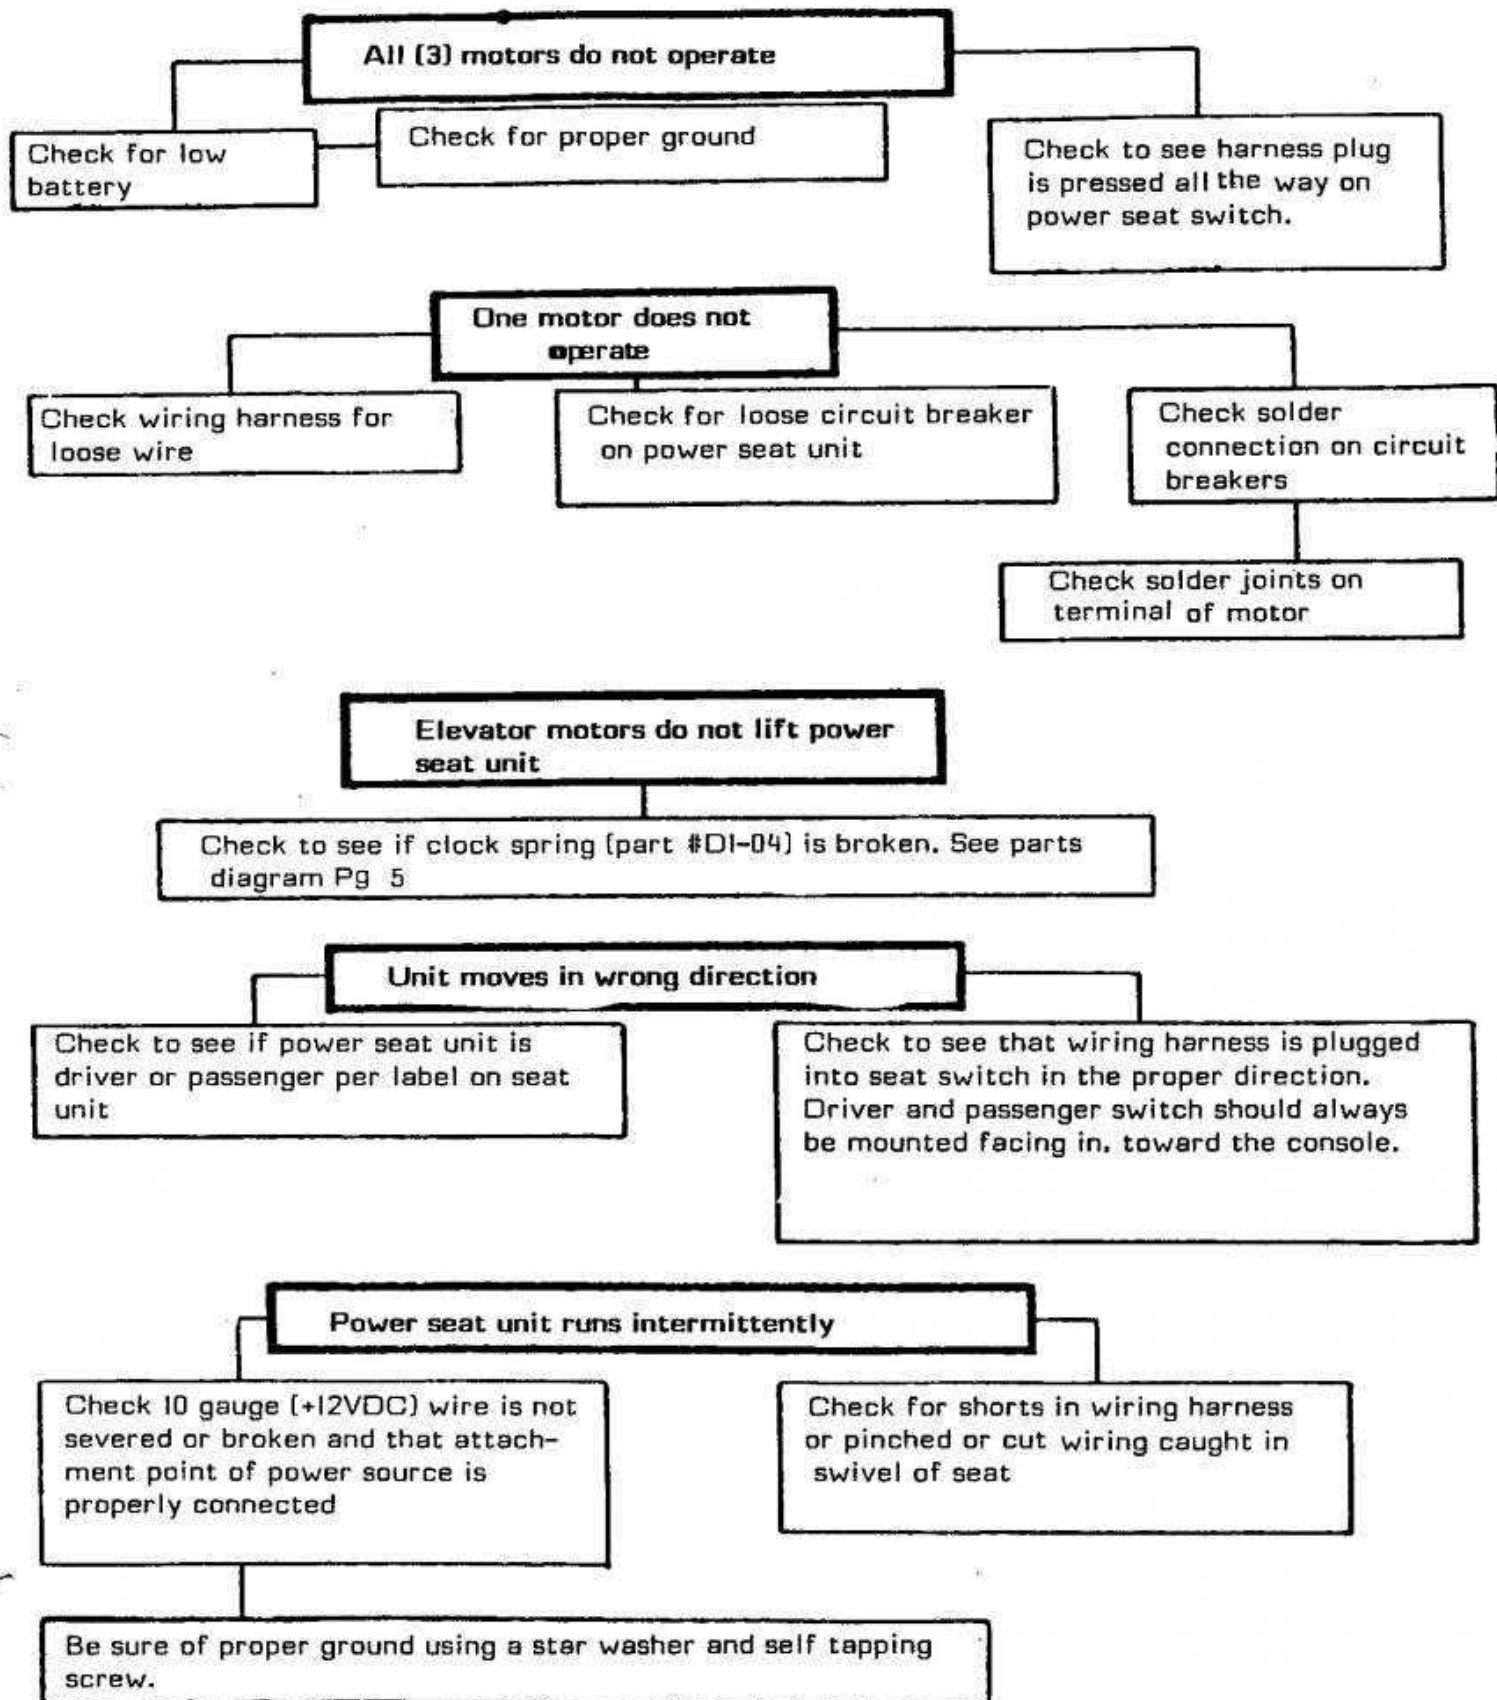 All (3) motors do not operate
Check for low
battery
Check for proper ground
Check to see harness plug
is pressed all the way on
power seat switch.
One motor does not
operate
Check wiring harness for
loose wire
Check for loose circuit breaker
on power seat unit
Check solder
connection on circuit
breakers
Check solder joints on
terminal of motor
Elevator motors do not lift power
seat unit
Check to see if clock spring (part #D1-04) is broken. See parts
diagram Pg 5
Unit moves in wrong direction
Check to see if power seat unit is
driver or passenger per label on seat
unit
Check to see that wiring harness is plugged
into seat switch in the proper direction.
Driver and passenger switch should always
be mounted facing in. toward the console.
Power seat unit runs intermittently
Check 10 gauge (+12VDC) wire is not
severed or broken and that attach-
ment point of power source is
properly connected
Check for shorts in wiring harness
or pinched or cut wiring caught in
swivel of seat
Be sure of proper ground using a star washer and self tapping
screw.